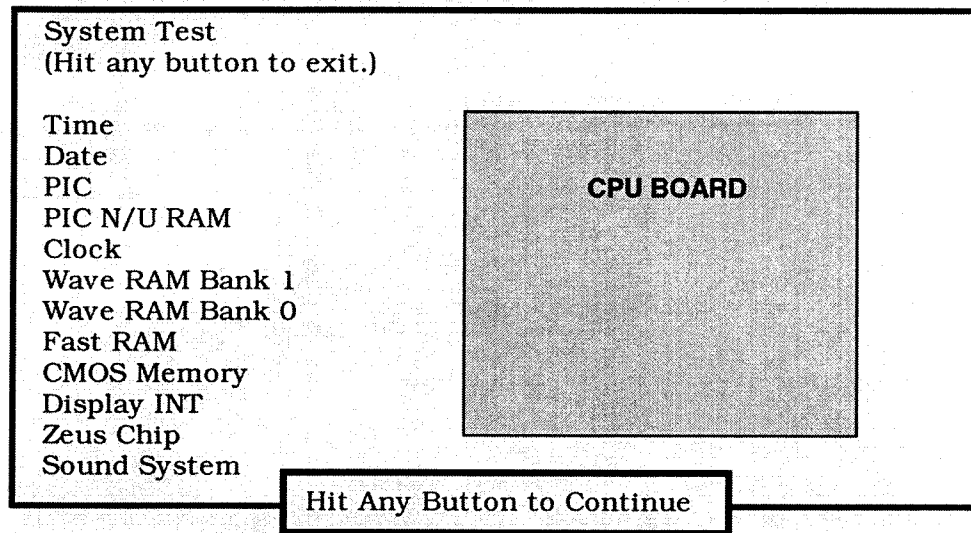 System Test
(Hit any button to exit.)
Time
Date
PIC
PIC N/U RAM
Clock
Wave RAM Bank 1
Wave RAM Bank 0
Fast RAM
CMOS Memory
Display INT
Zeus Chip
Sound System
CPU BOARD
Hit Any Button to Continue